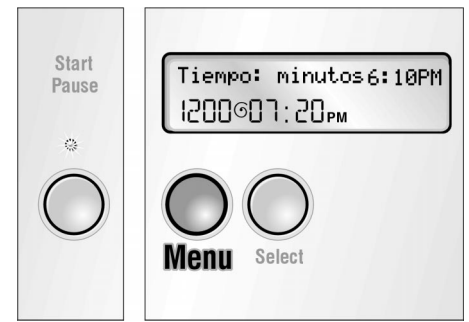 Start
Pause
Tiempo: minutos 6:10PM
1200 07:20PM
Menu
Select